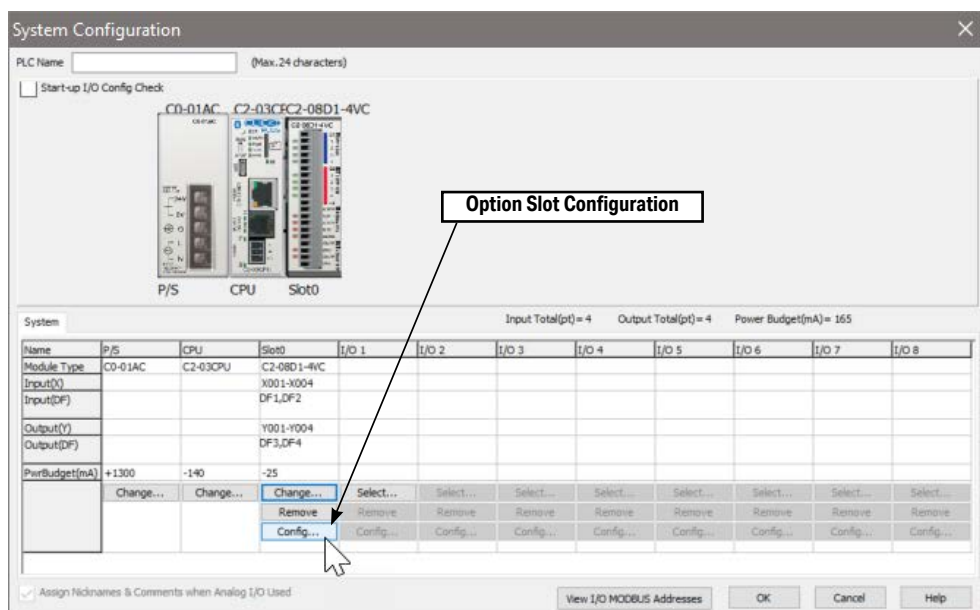 System Configuration
PLC Name (Max. 24 characters)
Start-up I/O Config Check
C0-01AC C2-03CPC2-08D1-4VC
C0-01AC
C2-08D1-4VC
Option Slot Configuration
P/S CPU Slot0
System Input Total(pt)= 4 Output Total(pt)= 4 Power Budget(mA)= 165
Name P/S CPU Slot0 I/O 1 I/O 2 I/O 3 I/O 4 I/O 5 I/O 6 I/O 7 I/O 8
Module Type C0-01AC C2-03CPU C2-08D1-4VC
Input(X) X001-X004
Input(DF) DF1,DF2
Output(Y) Y001-Y004
Output(DF) DF3,DF4
PwrBudget(mA) +1300 -140 -25
Change... Change... Change... Select... Select... Select... Select... Select... Select... Select... Select...
Remove Remove Remove Remove Remove Remove Remove Remove Remove
Config... Config... Config... Config... Config... Config... Config... Config... Config...
Assign Nicknames & Comments when Analog I/O Used
View I/O MODBUS Addresses OK Cancel Help